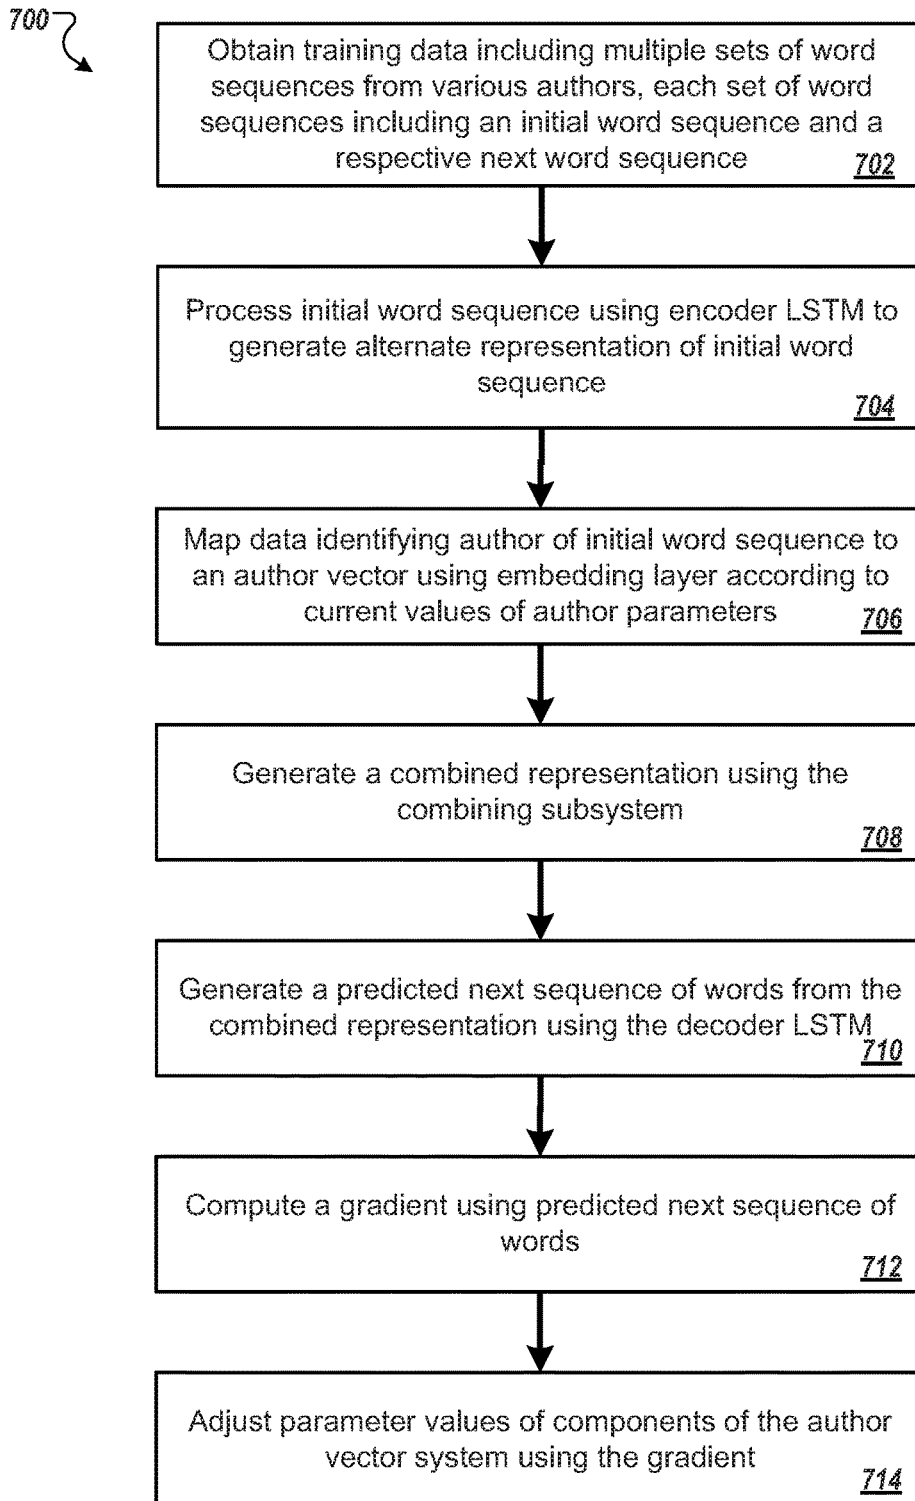 700
Obtain training data including multiple sets of word
sequences from various authors, each set of word
sequences including an initial word sequence and a
respective next word sequence
702
Process initial word sequence using encoder LSTM to
generate alternate representation of initial word
sequence
704
Map data identifying author of initial word sequence to
an author vector using embedding layer according to
current values of author parameters
706
Generate a combined representation using the
combining subsystem
708
Generate a predicted next sequence of words from the
combined representation using the decoder LSTM
710
Compute a gradient using predicted next sequence of
words
712
Adjust parameter values of components of the author
vector system using the gradient
714